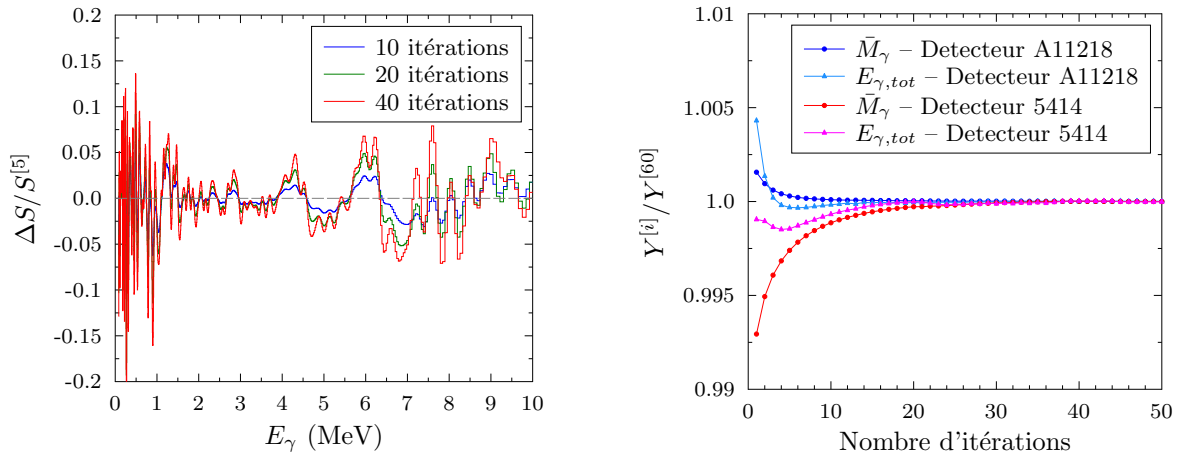 0.2
0.15
0.1
0.05
0.0
-0.05
-0.1
-0.15
-0.2
ΔS/S^[5]
10 itérations
20 itérations
40 itérations
0 1 2 3 4 5 6 7 8 9 10
E_γ (MeV)
1.01
1.005
1.0
0.995
0.99
Y^[i]/Y^[60]
M̄_γ – Detecteur A11218
E_γ,tot – Detecteur A11218
M̄_γ – Detecteur 5414
E_γ,tot – Detecteur 5414
0 10 20 30 40 50
Nombre d'itérations